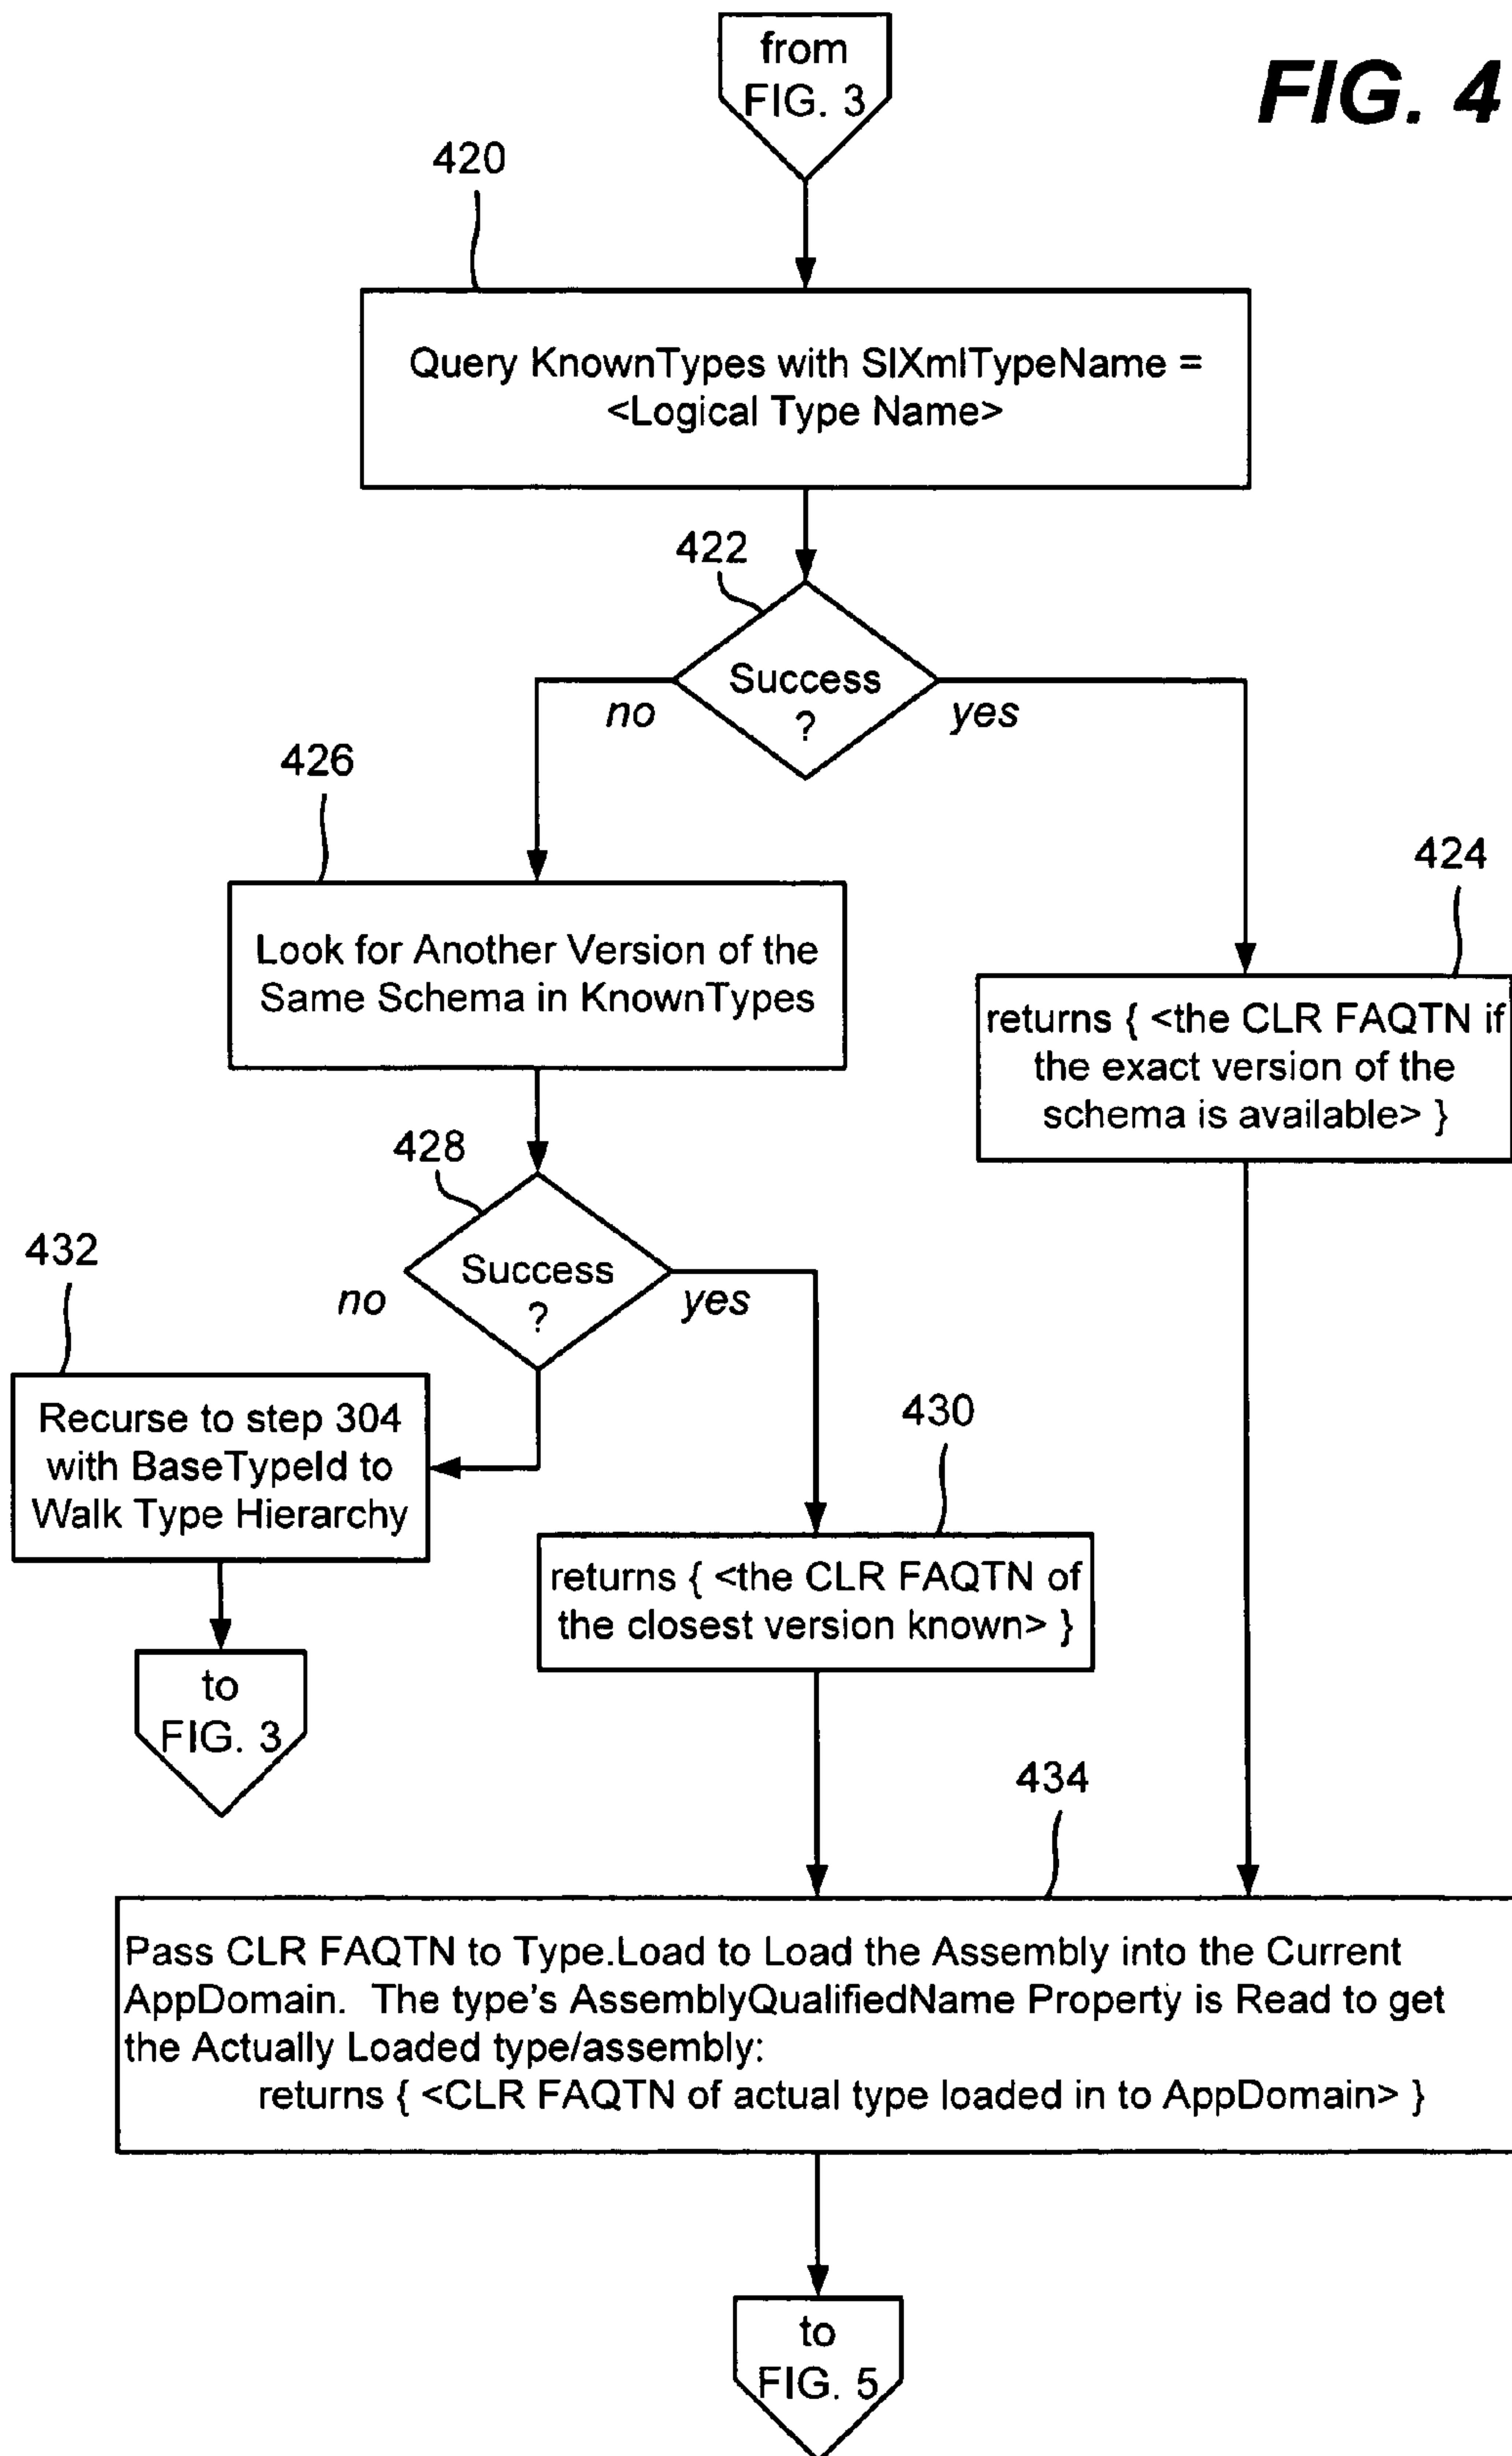 from
FIG. 3
FIG. 4
420
Query KnownTypes with SIXmlTypeName =
<Logical Type Name>
422
Success
?
no
yes
426
424
Look for Another Version of the
Same Schema in KnownTypes
returns { <the CLR FAQTN if
the exact version of the
schema is available> }
428
432
Success
?
no
yes
Recurse to step 304
with BaseTypeId to
Walk Type Hierarchy
430
returns { <the CLR FAQTN of
the closest version known> }
to
FIG. 3
434
Pass CLR FAQTN to Type.Load to Load the Assembly into the Current
AppDomain. The type's AssemblyQualifiedName Property is Read to get
the Actually Loaded type/assembly:
returns { <CLR FAQTN of actual type loaded in to AppDomain> }
to
FIG. 5